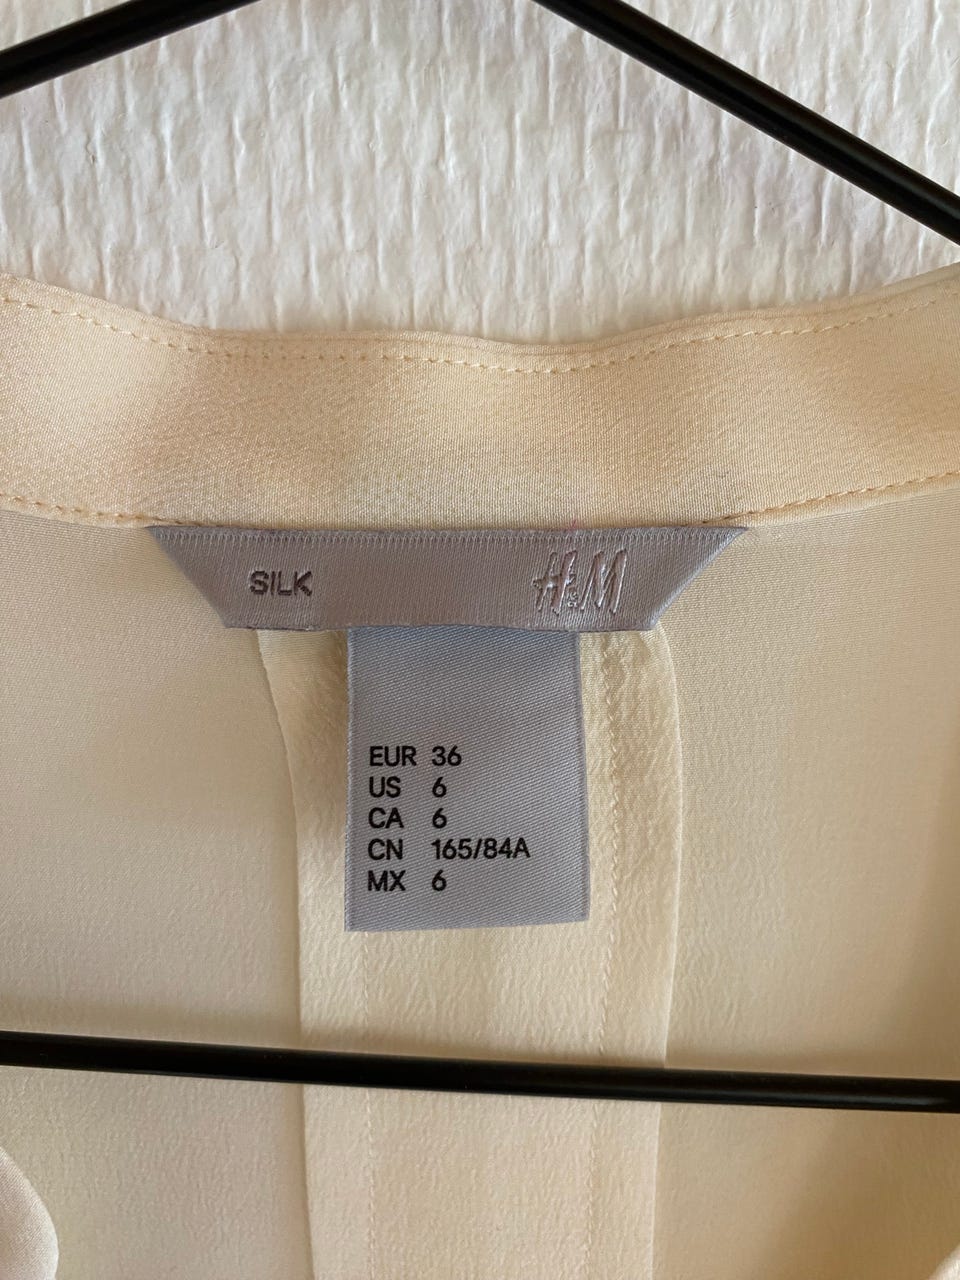 SILK H&M
EUR 36
US 6
CA 6
CN 165/84A
MX 6